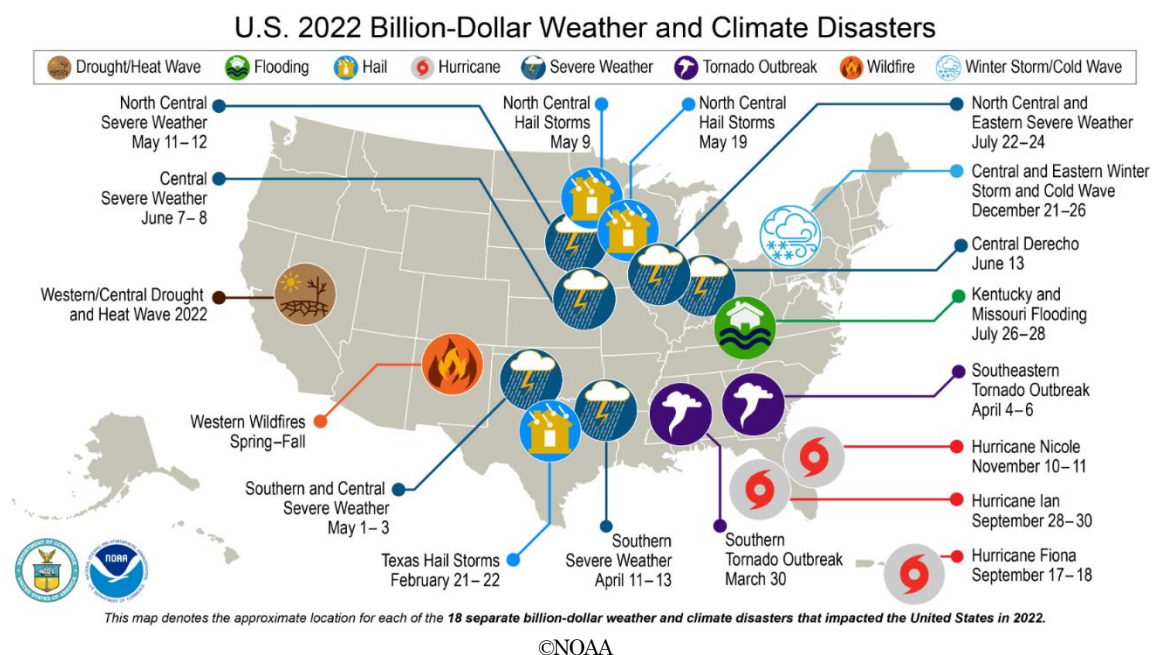 U.S. 2022 Billion-Dollar Weather and Climate Disasters
Drought/Heat Wave Flooding Hail Hurricane Severe Weather Tornado Outbreak Wildfire Winter Storm/Cold Wave
North Central
Severe Weather
May 11–12
North Central
Hail Storms
May 9
North Central
Hail Storms
May 19
North Central and
Eastern Severe Weather
July 22–24
Central
Severe Weather
June 7–8
Central and Eastern Winter
Storm and Cold Wave
December 21–26
Central Derecho
June 13
Western/Central Drought
and Heat Wave 2022
Kentucky and
Missouri Flooding
July 26–28
Southeastern
Tornado Outbreak
April 4–6
Western Wildfires
Spring–Fall
Hurricane Nicole
November 10–11
Southern and Central
Severe Weather
May 1–3
Hurricane Ian
September 28–30
Texas Hail Storms
February 21–22
Southern
Severe Weather
April 11–13
Southern
Tornado Outbreak
March 30
Hurricane Fiona
September 17–18
NOAA
This map denotes the approximate location for each of the 18 separate billion-dollar weather and climate disasters that impacted the United States in 2022.
©NOAA